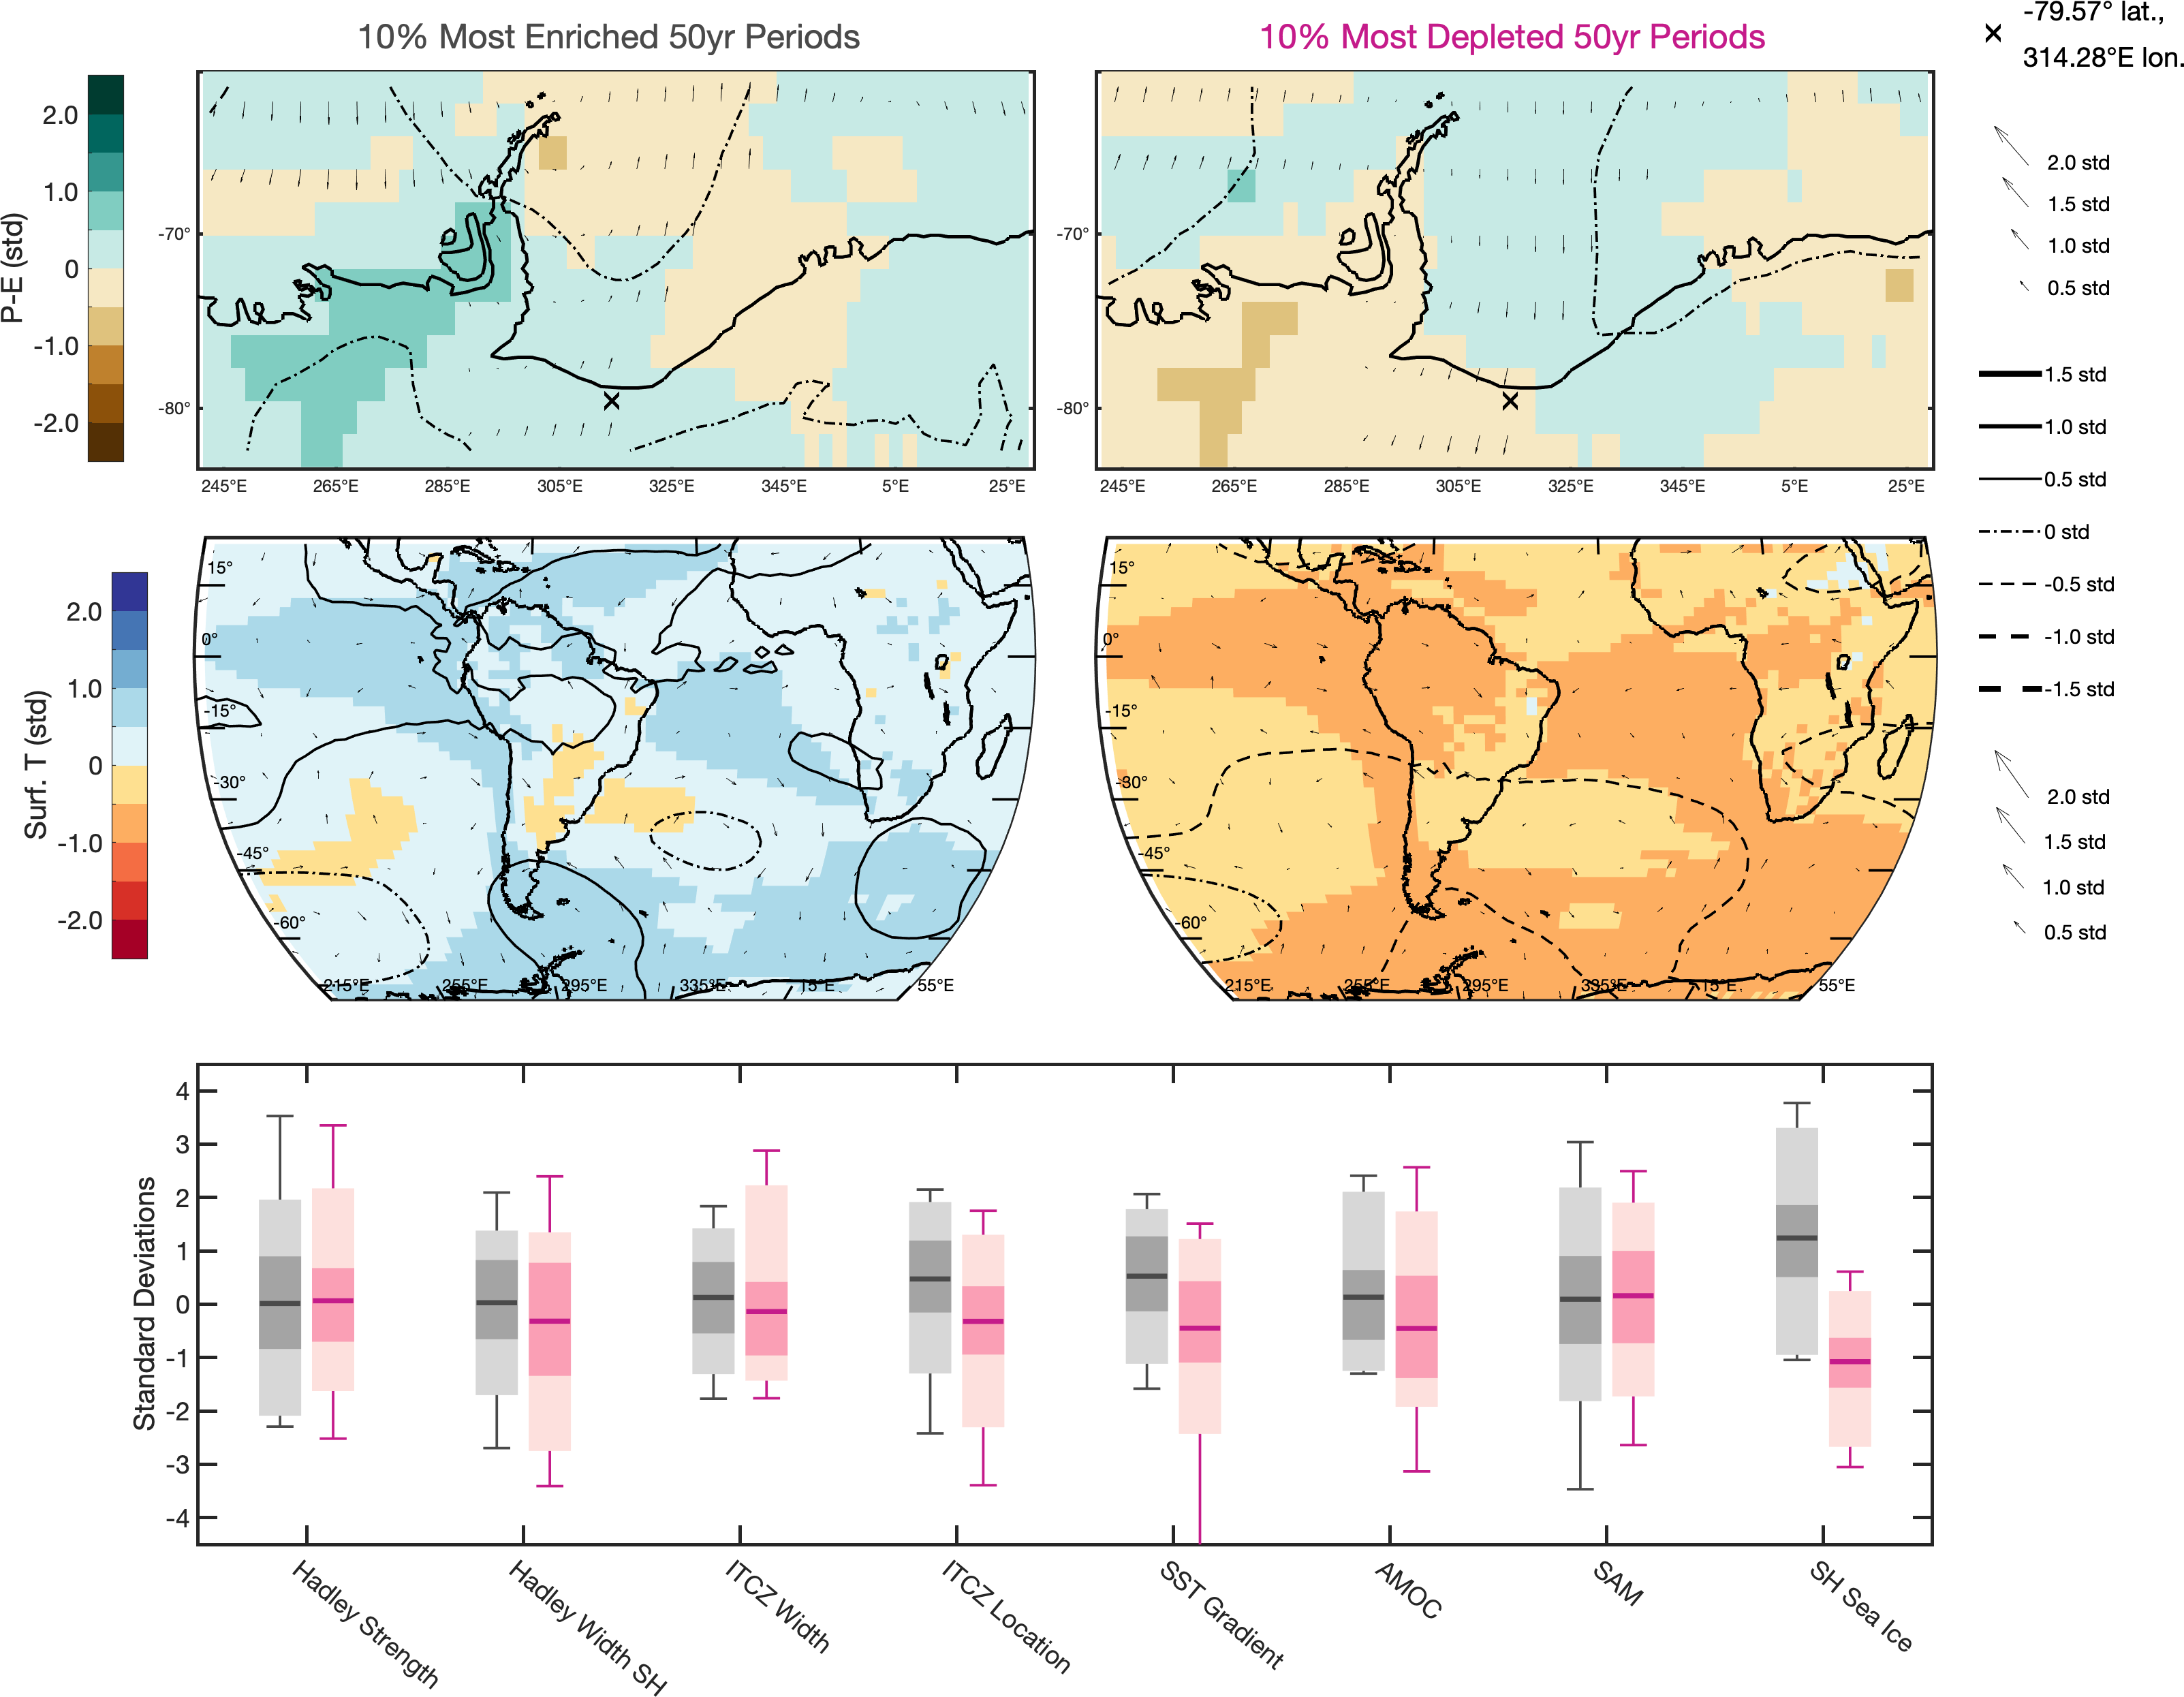 10% Most Enriched 50yr Periods
10% Most Depleted 50yr Periods
-79.57° lat.,
314.28°E lon.
P-E (std)
2.0
1.0
0
-1.0
-2.0
-70°
-80°
245°E 265°E 285°E 305°E 325°E 345°E 5°E 25°E
-70°
-80°
245°E 265°E 285°E 305°E 325°E 345°E 5°E 25°E
2.0 std
1.5 std
1.0 std
0.5 std
1.5 std
1.0 std
0.5 std
0 std
-0.5 std
-1.0 std
-1.5 std
2.0 std
1.5 std
1.0 std
0.5 std
Surf. T (std)
2.0
1.0
0
-1.0
-2.0
15°
0°
-15°
-30°
-45°
-60°
215°E 255°E 295°E 335°E 15°E 55°E
15°
0°
-15°
-30°
-45°
-60°
215°E 255°E 295°E 335°E 15°E 55°E
Standard Deviations
4
3
2
1
0
-1
-2
-3
-4
Hadley Strength
Hadley Width SH
ITCZ Width
ITCZ Location
SST Gradient
AMOC
SAM
SH Sea Ice